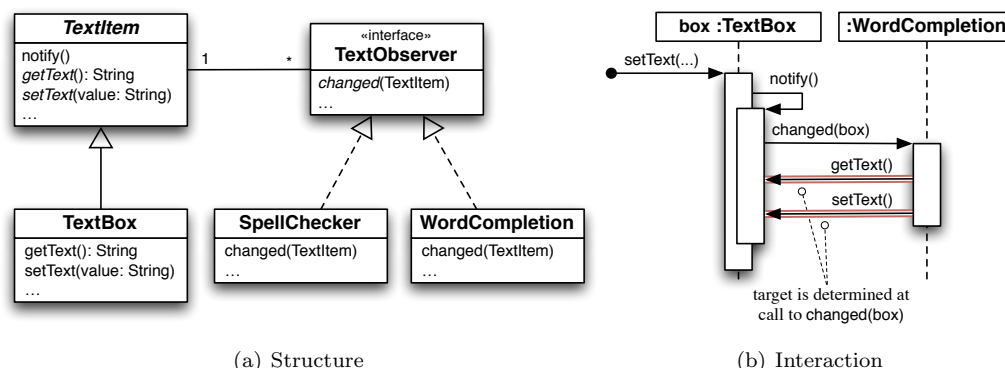 TextItem
notify()
getText(): String
setText(value: String)
…
1
*
«interface»
TextObserver
changed(TextItem)
…
TextBox
getText(): String
setText(value: String)
…
SpellChecker
changed(TextItem)
…
WordCompletion
changed(TextItem)
…
(a) Structure
box :TextBox
:WordCompletion
setText(...)
notify()
changed(box)
getText()
setText()
target is determined at
call to changed(box)
(b) Interaction